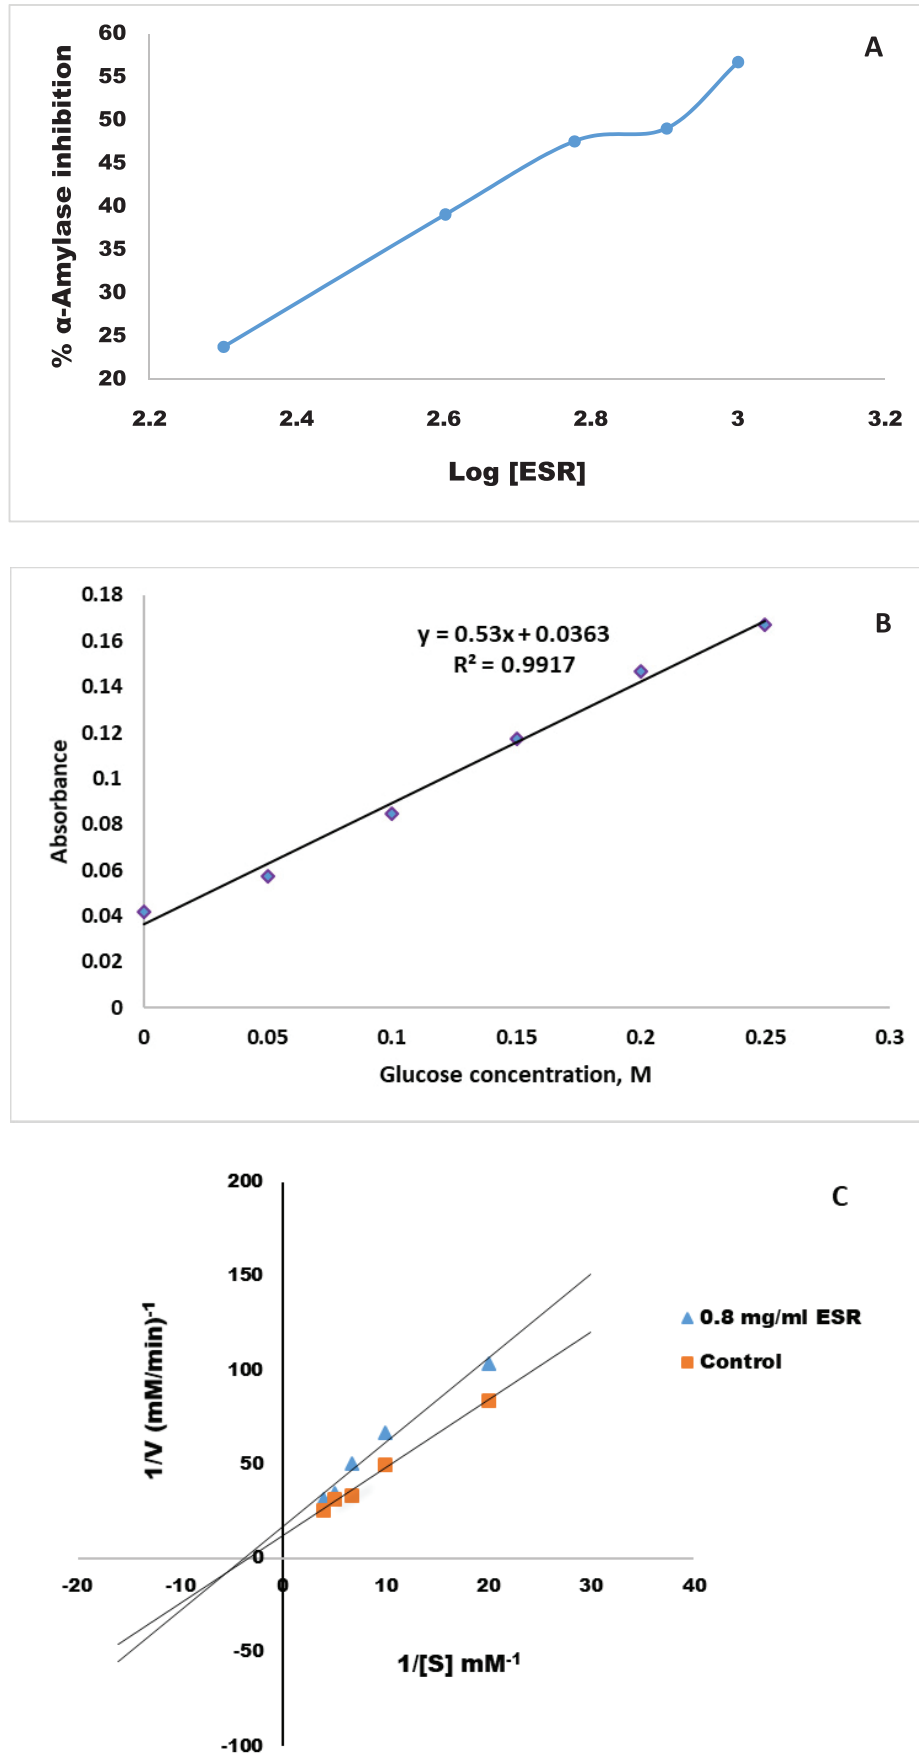 A
60
55
50
45
40
35
30
25
20
% α-Amylase inhibition
2.2 2.4 2.6 2.8 3 3.2
Log [ESR]
B
0.18
0.16
0.14
0.12
0.1
0.08
0.06
0.04
0.02
0
y = 0.53x + 0.0363
R² = 0.9917
Absorbance
0 0.05 0.1 0.15 0.2 0.25 0.3
Glucose concentration, M
C
200
150
100
50
0
-50
-100
1/V (mM/min)⁻¹
0.8 mg/ml ESR
Control
-20 -10 0 10 20 30 40
1/[S] mM⁻¹